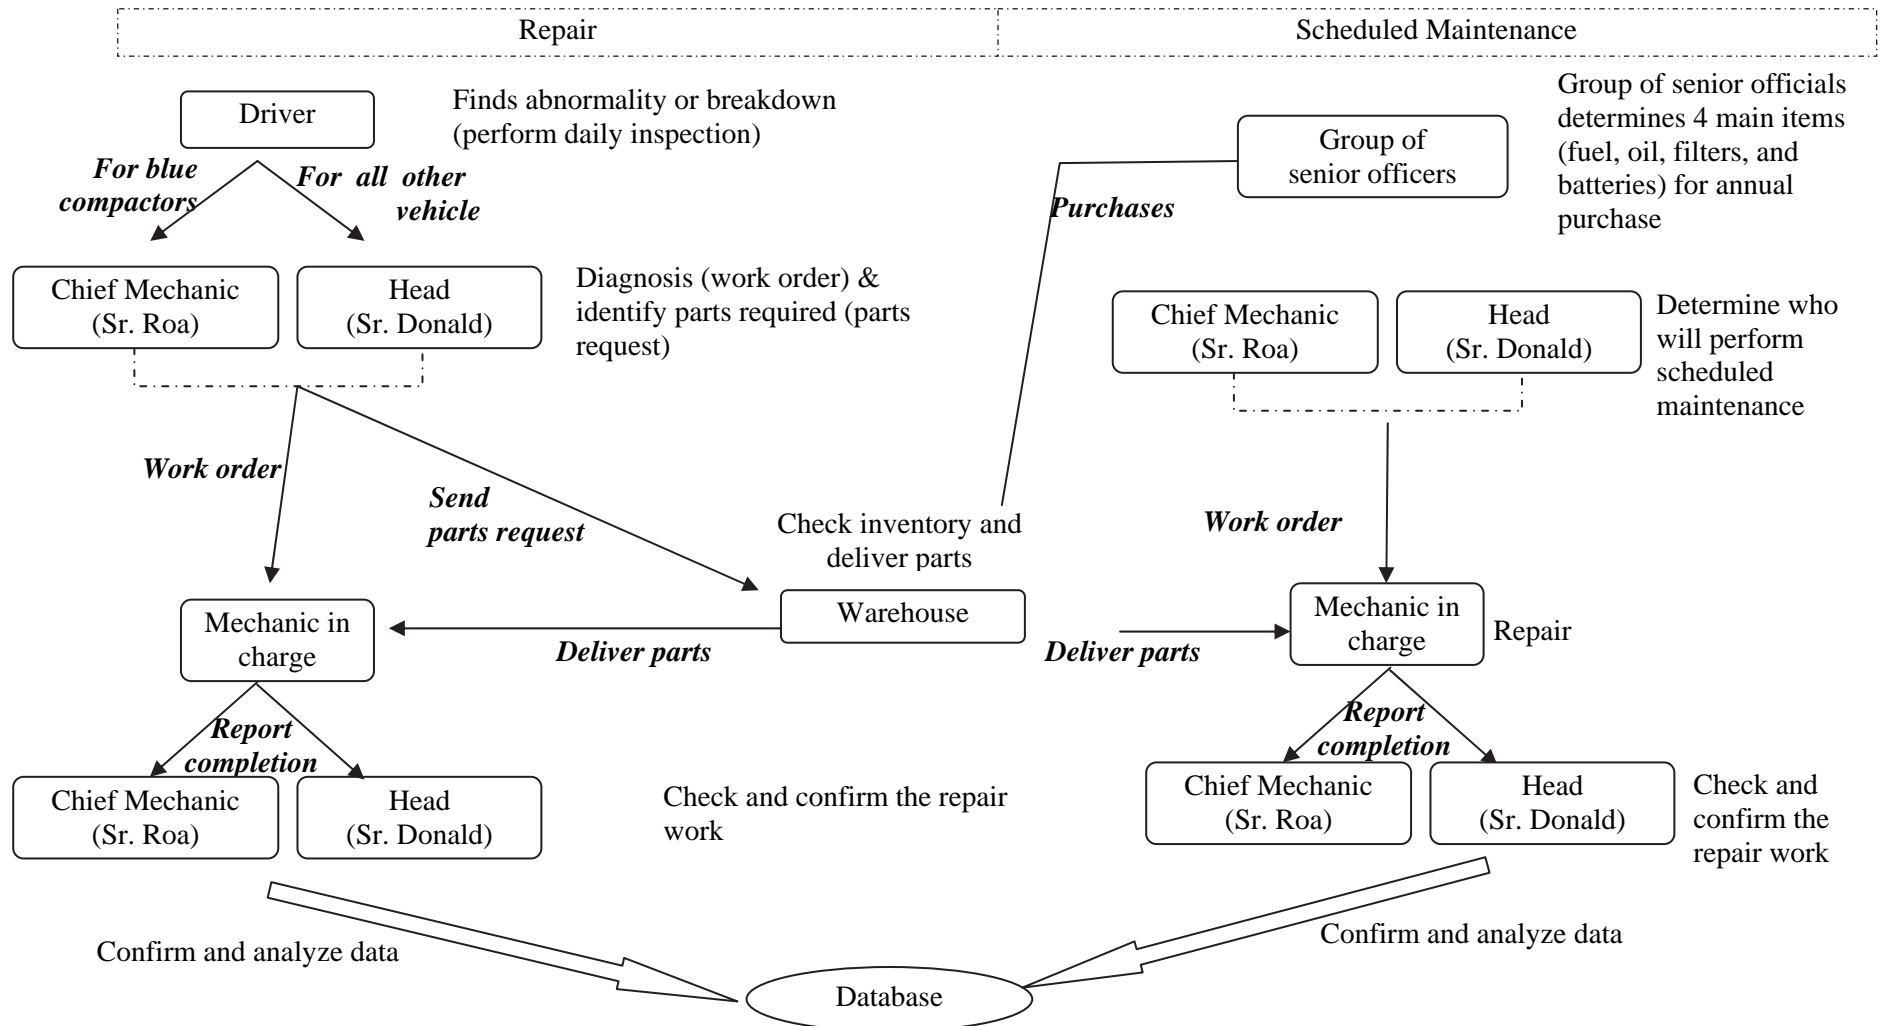 Repair
Scheduled Maintenance
Driver
Finds abnormality or breakdown
(perform daily inspection)
Group of
senior officers
Group of senior officials
determines 4 main items
(fuel, oil, filters, and
batteries) for annual
purchase
For blue
compactors
For all other
vehicle
Purchases
Chief Mechanic
(Sr. Roa)
Head
(Sr. Donald)
Diagnosis (work order) &
identify parts required (parts
request)
Chief Mechanic
(Sr. Roa)
Head
(Sr. Donald)
Determine who
will perform
scheduled
maintenance
Work order
Send
parts request
Check inventory and
deliver parts
Work order
Mechanic in
charge
Deliver parts
Warehouse
Deliver parts
Mechanic in
charge
Repair
Report
completion
Report
completion
Chief Mechanic
(Sr. Roa)
Head
(Sr. Donald)
Check and confirm the repair
work
Chief Mechanic
(Sr. Roa)
Head
(Sr. Donald)
Check and
confirm the
repair work
Confirm and analyze data
Confirm and analyze data
Database